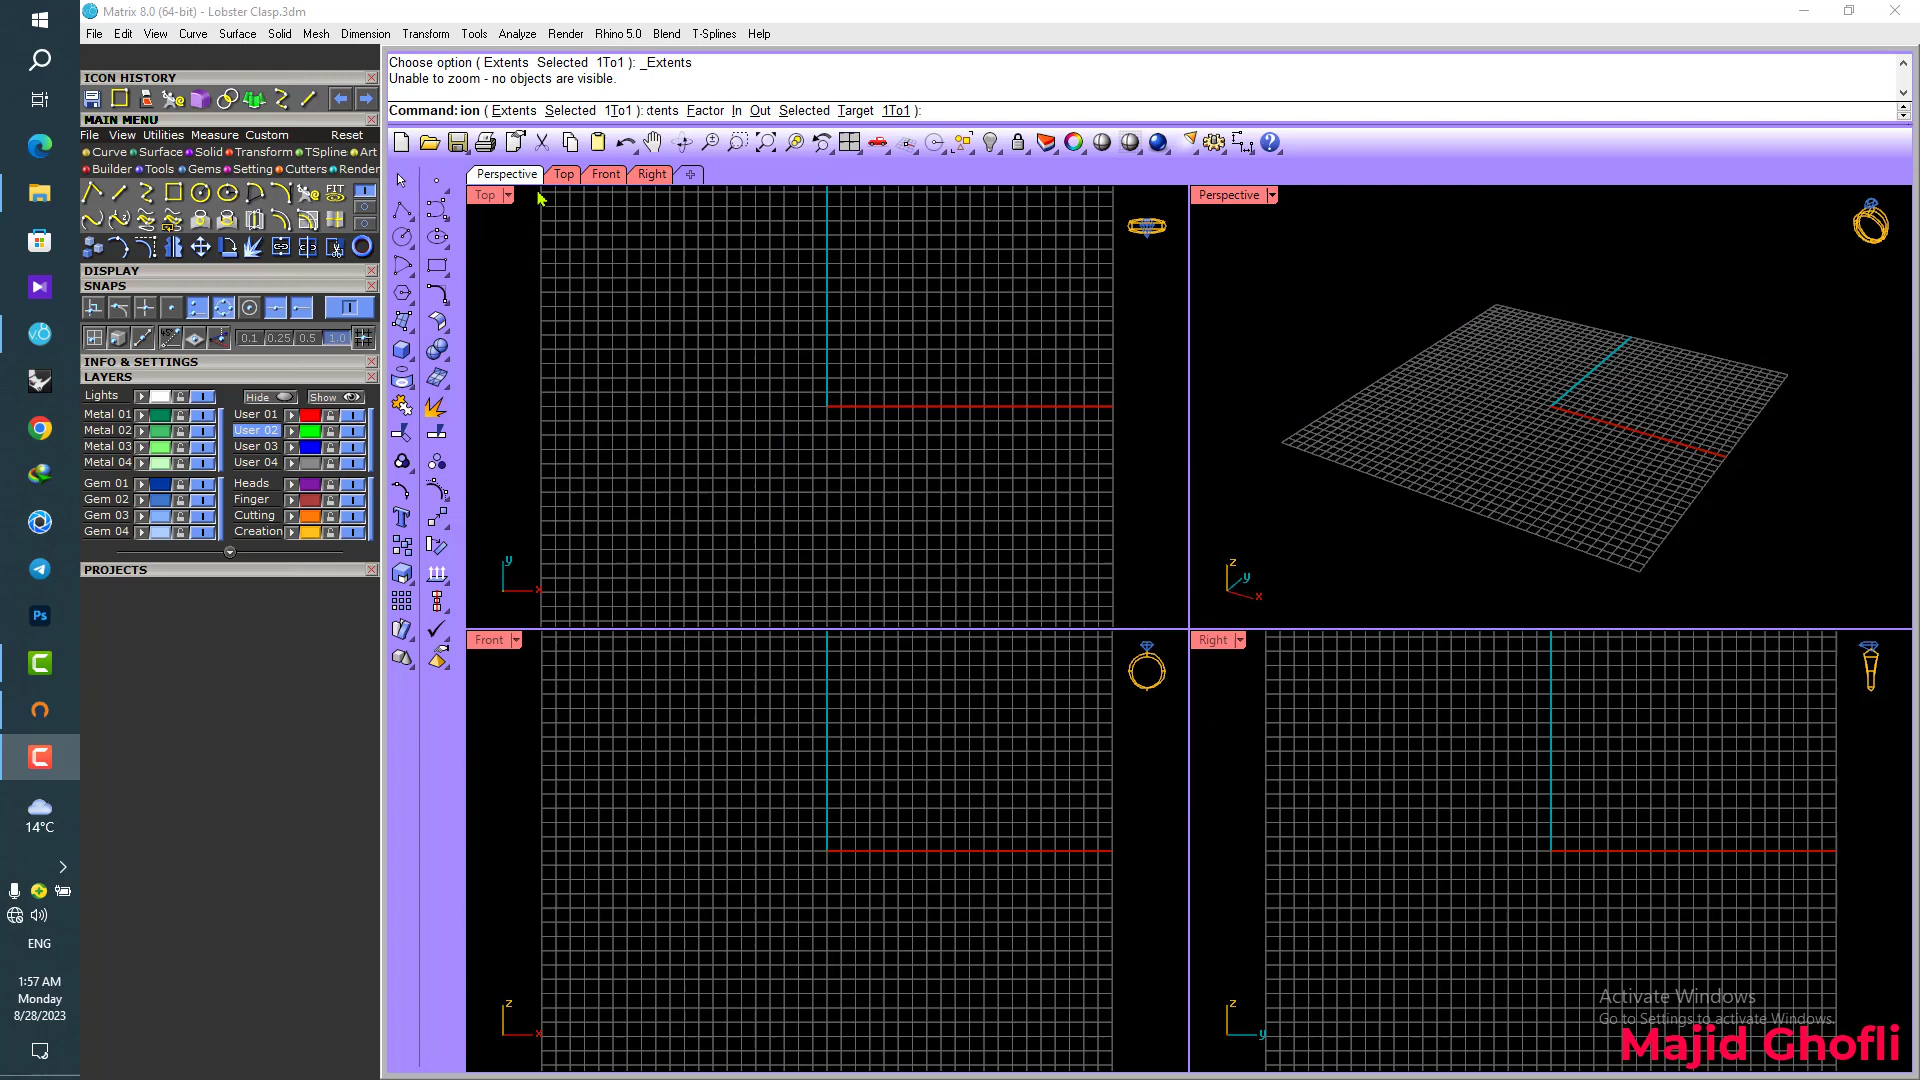 Matrix 8.0 (64-bit) - Lobster Clasp.3dm
File Edit View Curve Surface Solid Mesh Dimension Transform Tools Analyze Render Rhino 5.0 Blend T-Splines Help
Choose option ( Extents Selected 1To1 ): _Extents
Unable to zoom - no objects are visible.
Command: ion ( Extents Selected 1To1 ): :tents Factor In Out Selected Target 1To1 ):
ICON HISTORY
MAIN MENU
File View Utilities Measure Custom Reset
Curve Surface Solid Transform TSpline Art
Builder Tools Gems Setting Cutters Render
FIT
DISPLAY
SNAPS
45°
0.1 0.25 0.5 1.0
INFO & SETTINGS
LAYERS
Lights Hide Show
Metal 01 User 01
Metal 02 User 02
Metal 03 User 03
Metal 04 User 04
Gem 01 Heads
Gem 02 Finger
Gem 03 Cutting
Gem 04 Creation
PROJECTS
Perspective Top Front Right
Top
y
x
Perspective
z
y
x
Front
z
x
Right
z
y
Ps
14°C
ENG
1:57 AM
Monday
8/28/2023
Activate Windows
Go to Settings to activate Windows.
Majid Ghofli